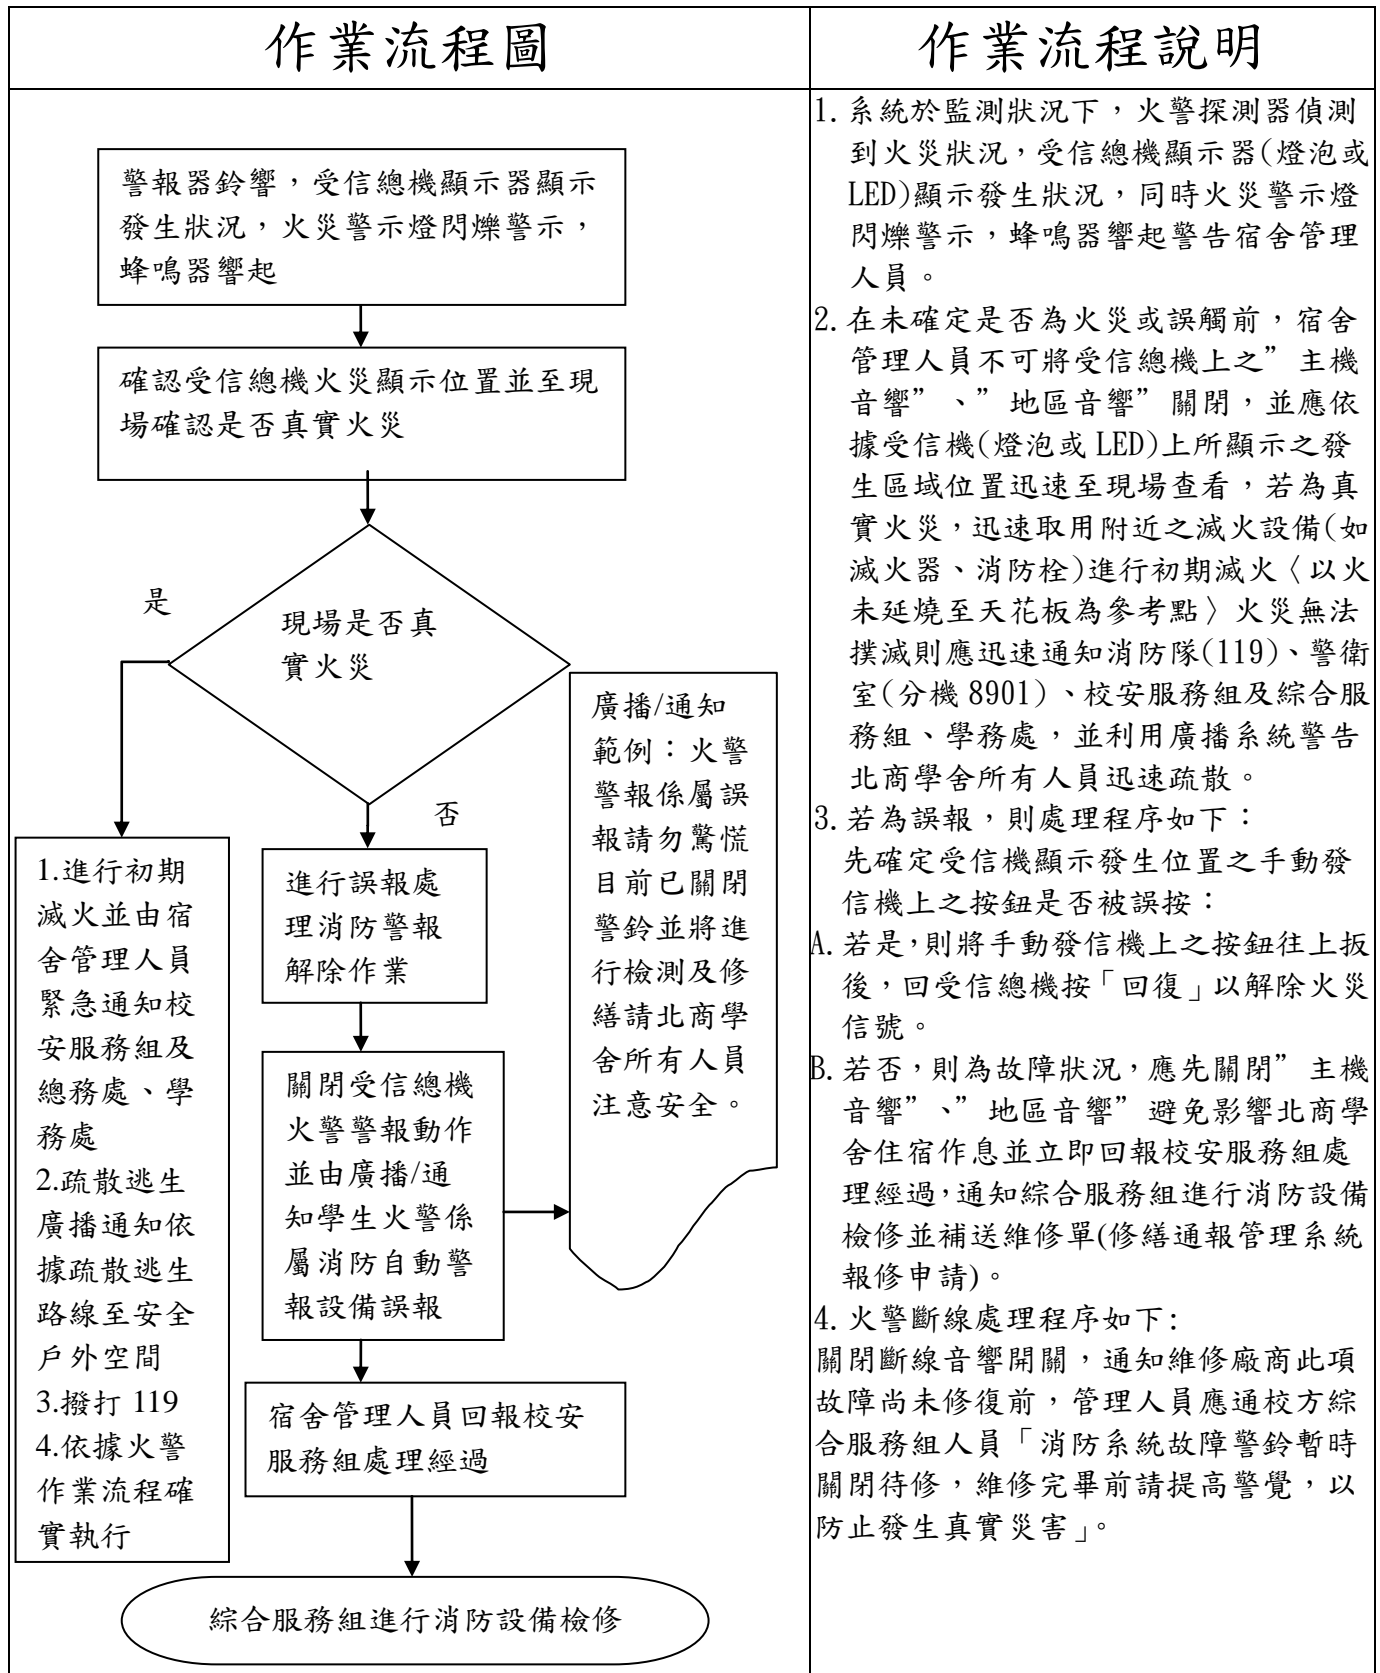 作業流程圖
警報器鈴響，受信總機顯示器顯示
發生狀況，火災警示燈閃爍警示，
蜂鳴器響起
確認受信總機火災顯示位置並至現
場確認是否真實火災
現場是否真
實火災
是
否
1.進行初期
滅火並由宿
舍管理人員
緊急通知校
安服務組及
總務處、學
務處
2.疏散逃生
廣播通知依
據疏散逃生
路線至安全
戶外空間
3.撥打 119
4.依據火警
作業流程確
實執行
進行誤報處
理消防警報
解除作業
關閉受信總機
火警警報動作
並由廣播/通
知學生火警係
屬消防自動警
報設備誤報
廣播/通知
範例：火警
警報係屬誤
報請勿驚慌
目前已關閉
警鈴並將進
行檢測及修
繕請北商學
舍所有人員
注意安全。
宿舍管理人員回報校安
服務組處理經過
綜合服務組進行消防設備檢修
作業流程說明
1.系統於監測狀況下，火警探測器偵測
到火災狀況，受信總機顯示器(燈泡或
LED)顯示發生狀況，同時火災警示燈
閃爍警示，蜂鳴器響起警告宿舍管理
人員。
2.在未確定是否為火災或誤觸前，宿舍
管理人員不可將受信總機上之”主機
音響”、”地區音響”關閉，並應依
據受信機(燈泡或 LED)上所顯示之發
生區域位置迅速至現場查看，若為真
實火災，迅速取用附近之滅火設備(如
滅火器、消防栓)進行初期滅火〈以火
未延燒至天花板為參考點〉火災無法
撲滅則應迅速通知消防隊(119)、警衛
室(分機 8901)、校安服務組及綜合服
務組、學務處，並利用廣播系統警告
北商學舍所有人員迅速疏散。
3.若為誤報，則處理程序如下：
先確定受信機顯示發生位置之手動發
信機上之按鈕是否被誤按：
A.若是，則將手動發信機上之按鈕往上扳
後，回受信總機按「回復」以解除火災
信號。
B.若否，則為故障狀況，應先關閉”主機
音響”、”地區音響”避免影響北商學
舍住宿作息並立即回報校安服務組處
理經過，通知綜合服務組進行消防設備
檢修並補送維修單(修繕通報管理系統
報修申請)。
4.火警斷線處理程序如下:
關閉斷線音響開關，通知維修廠商此項
故障尚未修復前，管理人員應通校方綜
合服務組人員「消防系統故障警鈴暫時
關閉待修，維修完畢前請提高警覺，以
防止發生真實災害」。